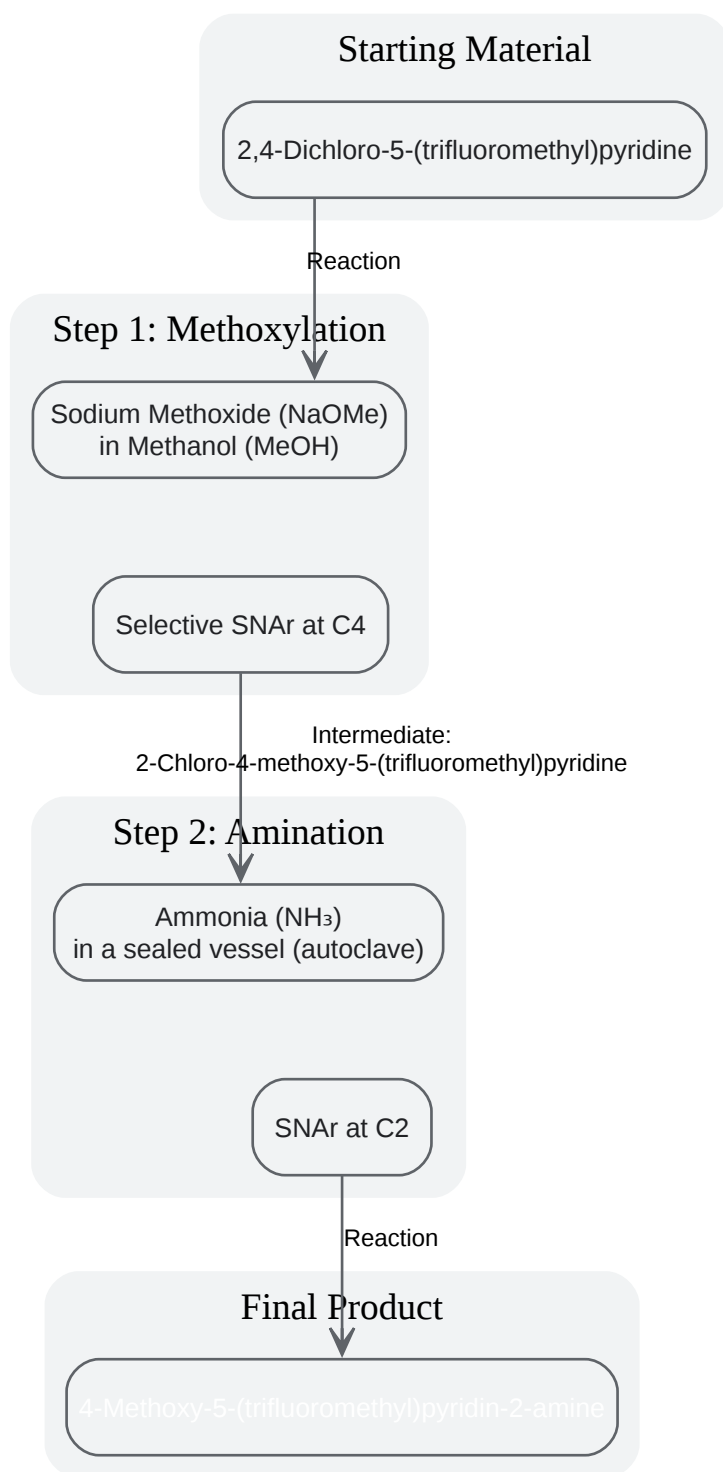 Starting Material
2,4-Dichloro-5-(trifluoromethyl)pyridine
Reaction
Step 1: Methoxylation
Sodium Methoxide (NaOMe)
in Methanol (MeOH)
Selective SNAr at C4
Intermediate:
2-Chloro-4-methoxy-5-(trifluoromethyl)pyridine
Step 2: Amination
Ammonia (NH₃)
in a sealed vessel (autoclave)
SNAr at C2
Reaction
Final Product
4-Methoxy-5-(trifluoromethyl)pyridin-2-amine